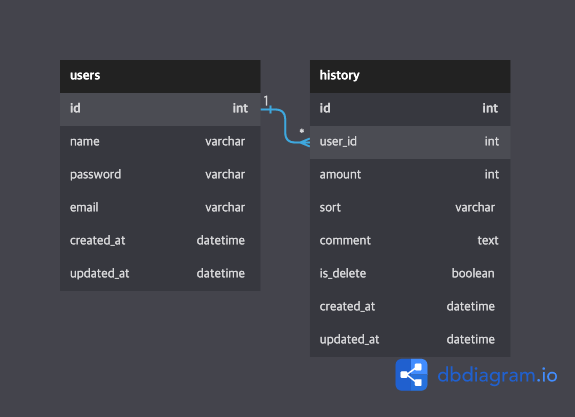 users
id int
name varchar
password varchar
email varchar
created_at datetime
updated_at datetime
1
*
history
id int
user_id int
amount int
sort varchar
comment text
is_delete boolean
created_at datetime
updated_at datetime
dbdiagram.io